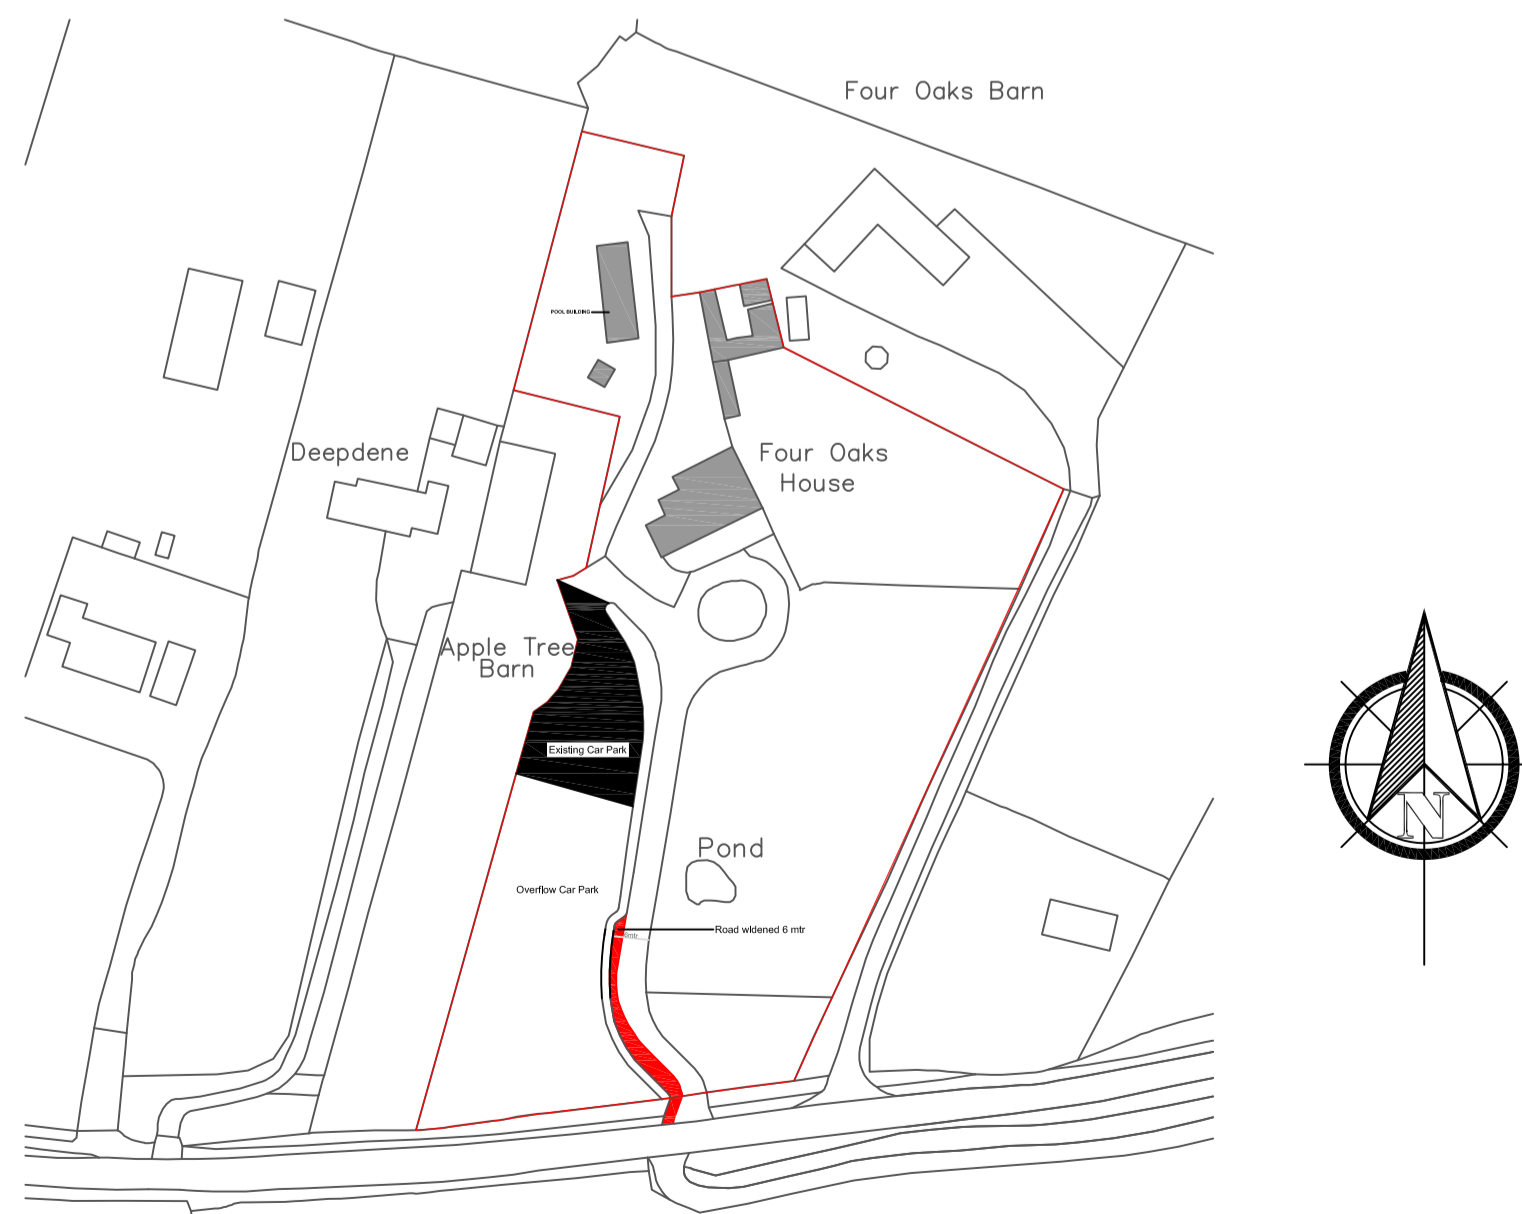 Four Oaks Barn
POOL BUILDING
Deepdene
Four Oaks
House
Apple Tree
Barn
Existing Car Park
Pond
Overflow Car Park
Road widened 6 mtr
6mtr
N